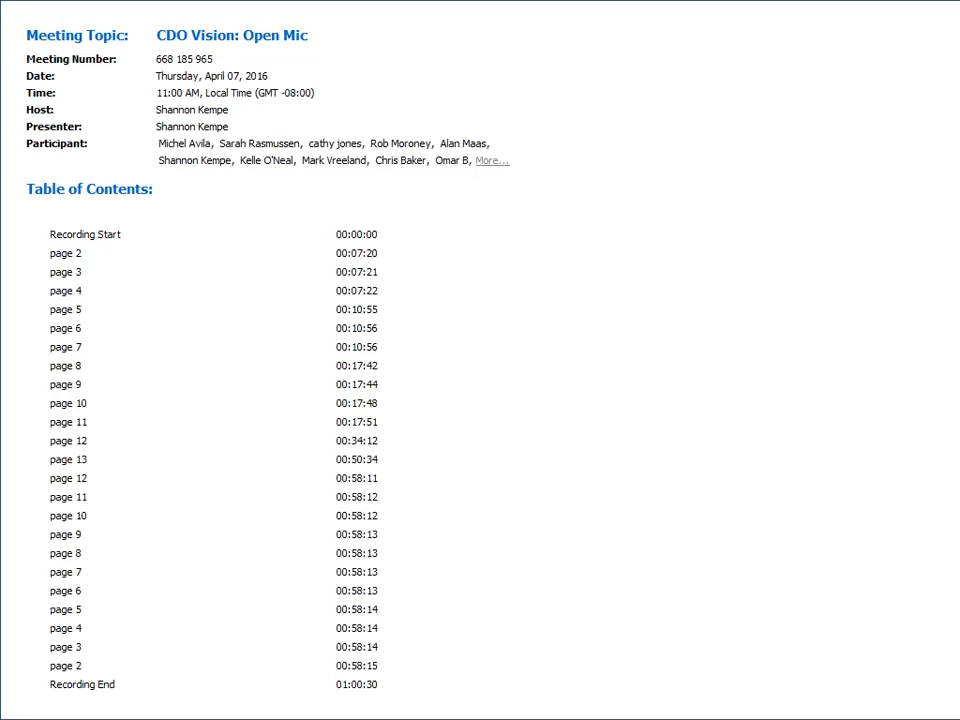 Meeting Topic: CDO Vision: Open Mic
Meeting Number: 668 185 965
Date: Thursday, April 07, 2016
Time: 11:00 AM, Local Time (GMT -08:00)
Host: Shannon Kempe
Presenter: Shannon Kempe
Participant: Michel Avila, Sarah Rasmussen, cathy jones, Rob Moroney, Alan Maas,
Shannon Kempe, Kelle O'Neal, Mark Vreeland, Chris Baker, Omar B, More...
Table of Contents:
Recording Start 00:00:00
page 2 00:07:20
page 3 00:07:21
page 4 00:07:22
page 5 00:10:55
page 6 00:10:56
page 7 00:10:56
page 8 00:17:42
page 9 00:17:44
page 10 00:17:48
page 11 00:17:51
page 12 00:34:12
page 13 00:50:34
page 12 00:58:11
page 11 00:58:12
page 10 00:58:12
page 9 00:58:13
page 8 00:58:13
page 7 00:58:13
page 6 00:58:13
page 5 00:58:14
page 4 00:58:14
page 3 00:58:14
page 2 00:58:15
Recording End 01:00:30